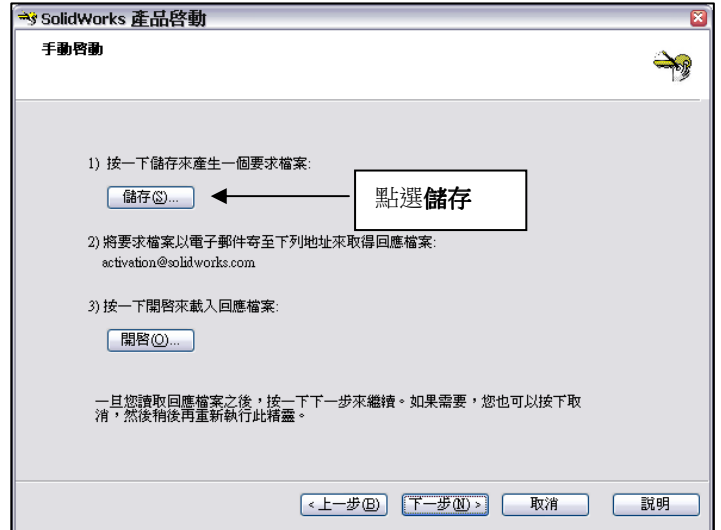 SolidWorks 產品啓動
手動啓動
1) 按一下儲存來產生一個要求檔案:
儲存(S)...
點選儲存
2) 將要求檔案以電子郵件寄至下列地址來取得回應檔案:
activation@solidworks.com
3) 按一下開啓來載入回應檔案:
開啓(O)...
一旦您讀取回應檔案之後，按一下下一步來繼續。如果需要，您也可以按下取
消，然後稍後再重新執行此精靈。
<上一步(B) 下一步(N)> 取消 說明